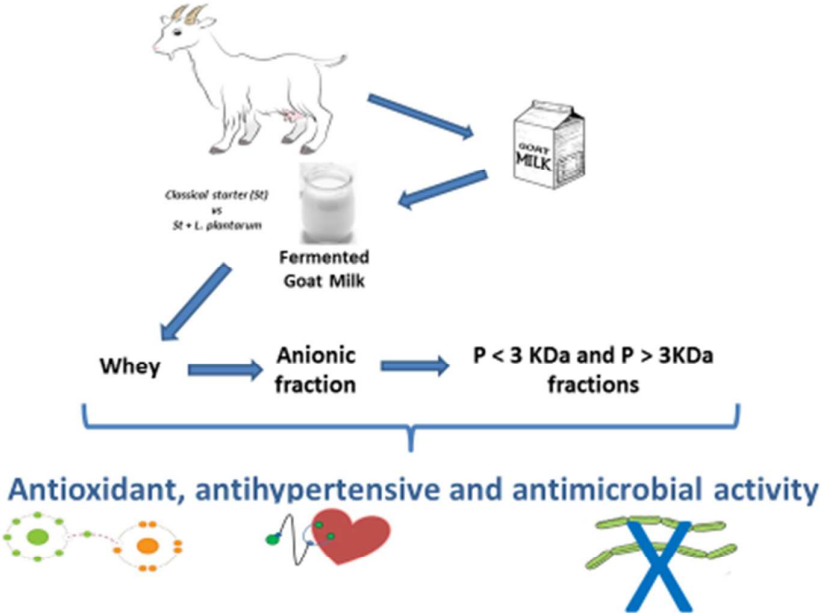 GOAT
MILK
Classical starter (St)
vs
St + L. plantarum
Fermented
Goat Milk
Whey
Anionic
fraction
P < 3 KDa and P > 3KDa
fractions
Antioxidant, antihypertensive and antimicrobial activity